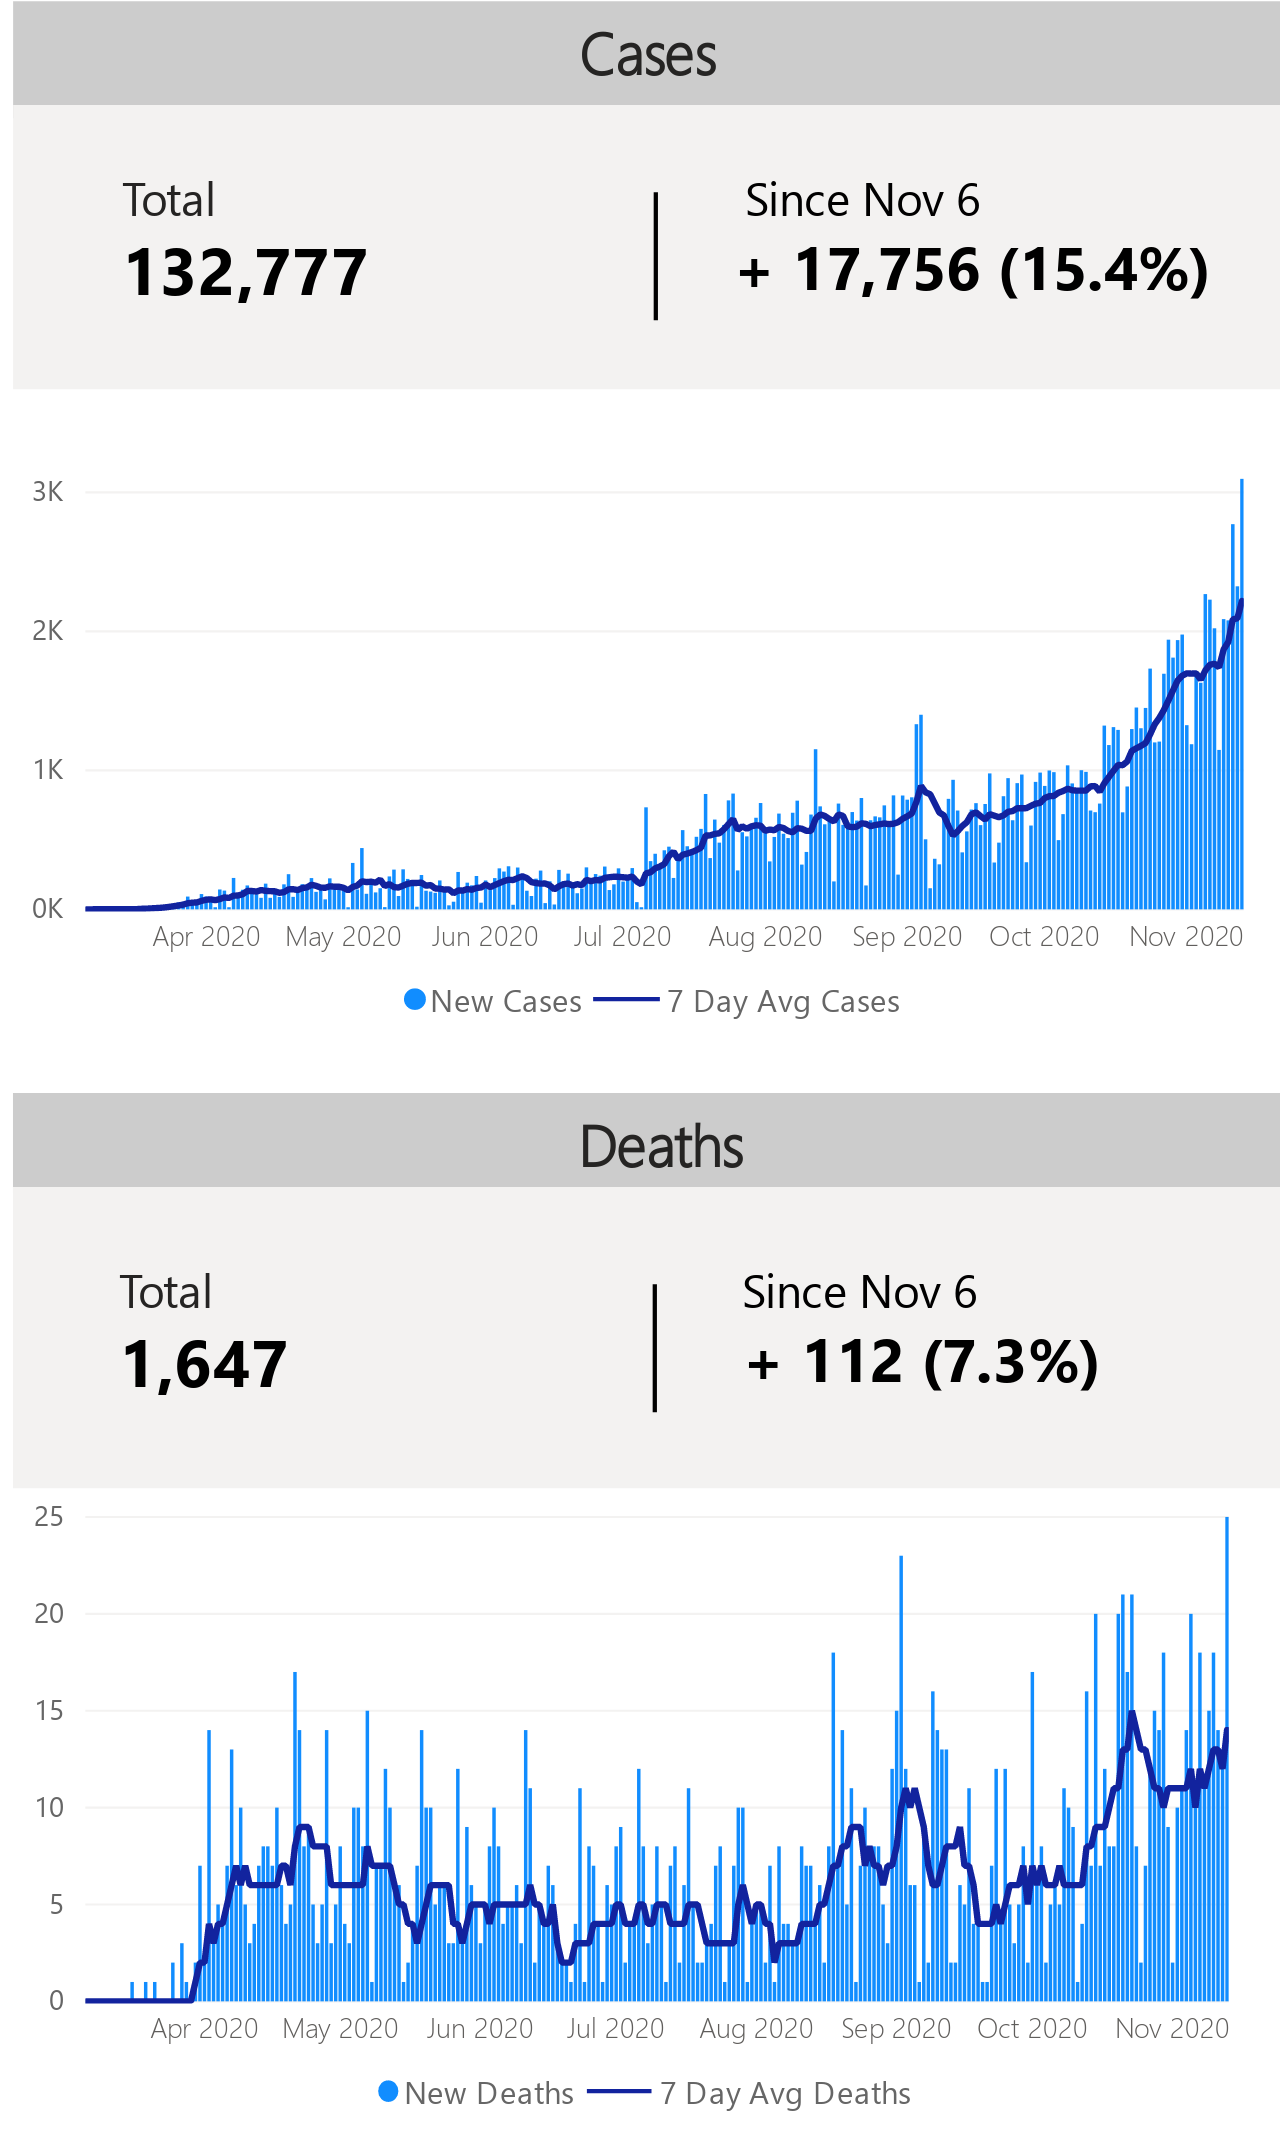 Cases
Total
Since Nov 6
132,777
+ 17,756 (15.4%)
3K
2K
1K
0K
Apr 2020 May 2020 Jun 2020 Jul 2020 Aug 2020 Sep 2020 Oct 2020 Nov 2020
New Cases 7 Day Avg Cases
Deaths
Total
Since Nov 6
1,647
+ 112 (7.3%)
25
20
15
10
5
0
Apr 2020 May 2020 Jun 2020 Jul 2020 Aug 2020 Sep 2020 Oct 2020 Nov 2020
New Deaths 7 Day Avg Deaths